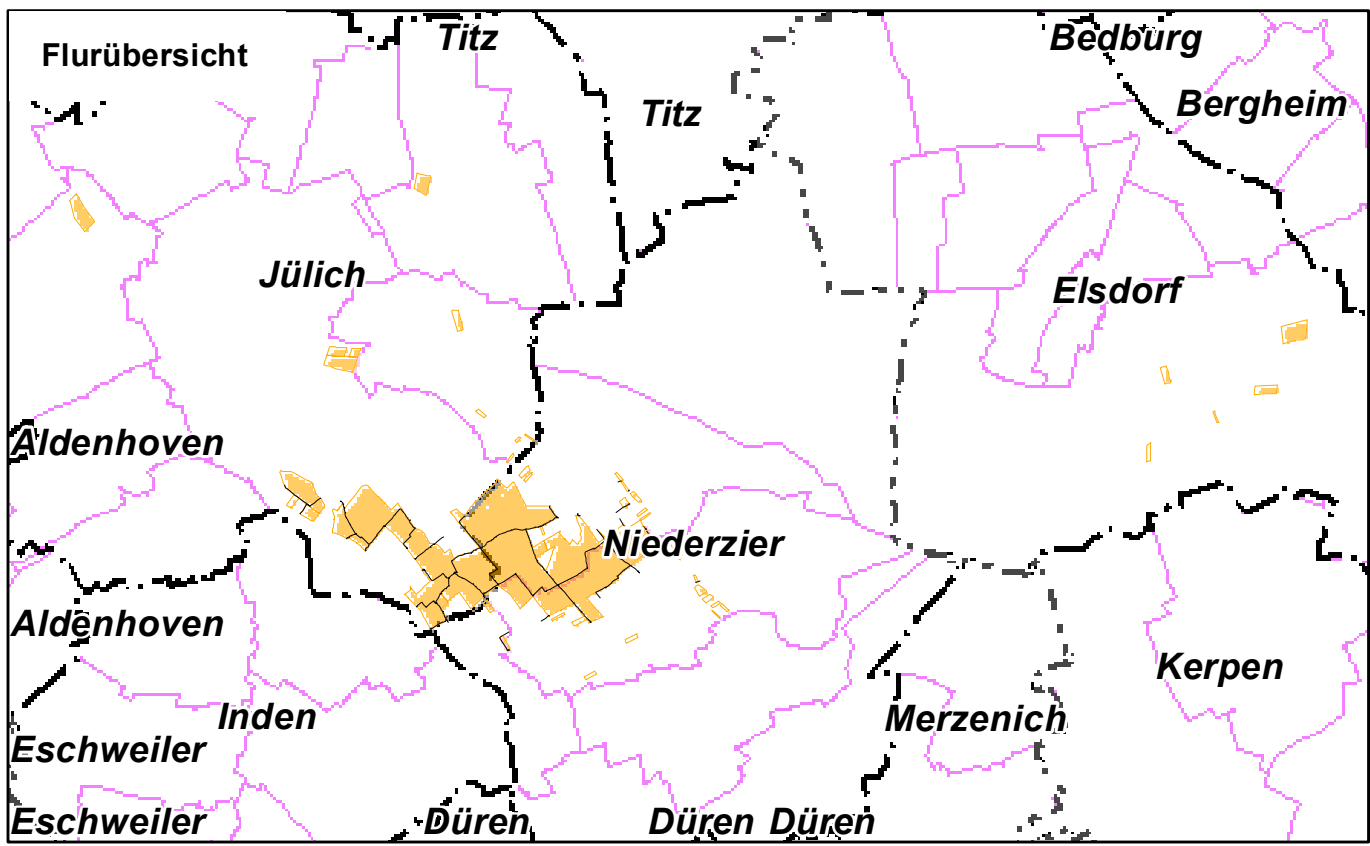 Titz
Bedburg
Flurübersicht
Bergheim
Titz
Jülich
Elsdorf
Aldenhoven
Niederzier
Aldenhoven
Kerpen
Inden
Merzenich
Eschweiler
Eschweiler
Düren
Düren
Düren